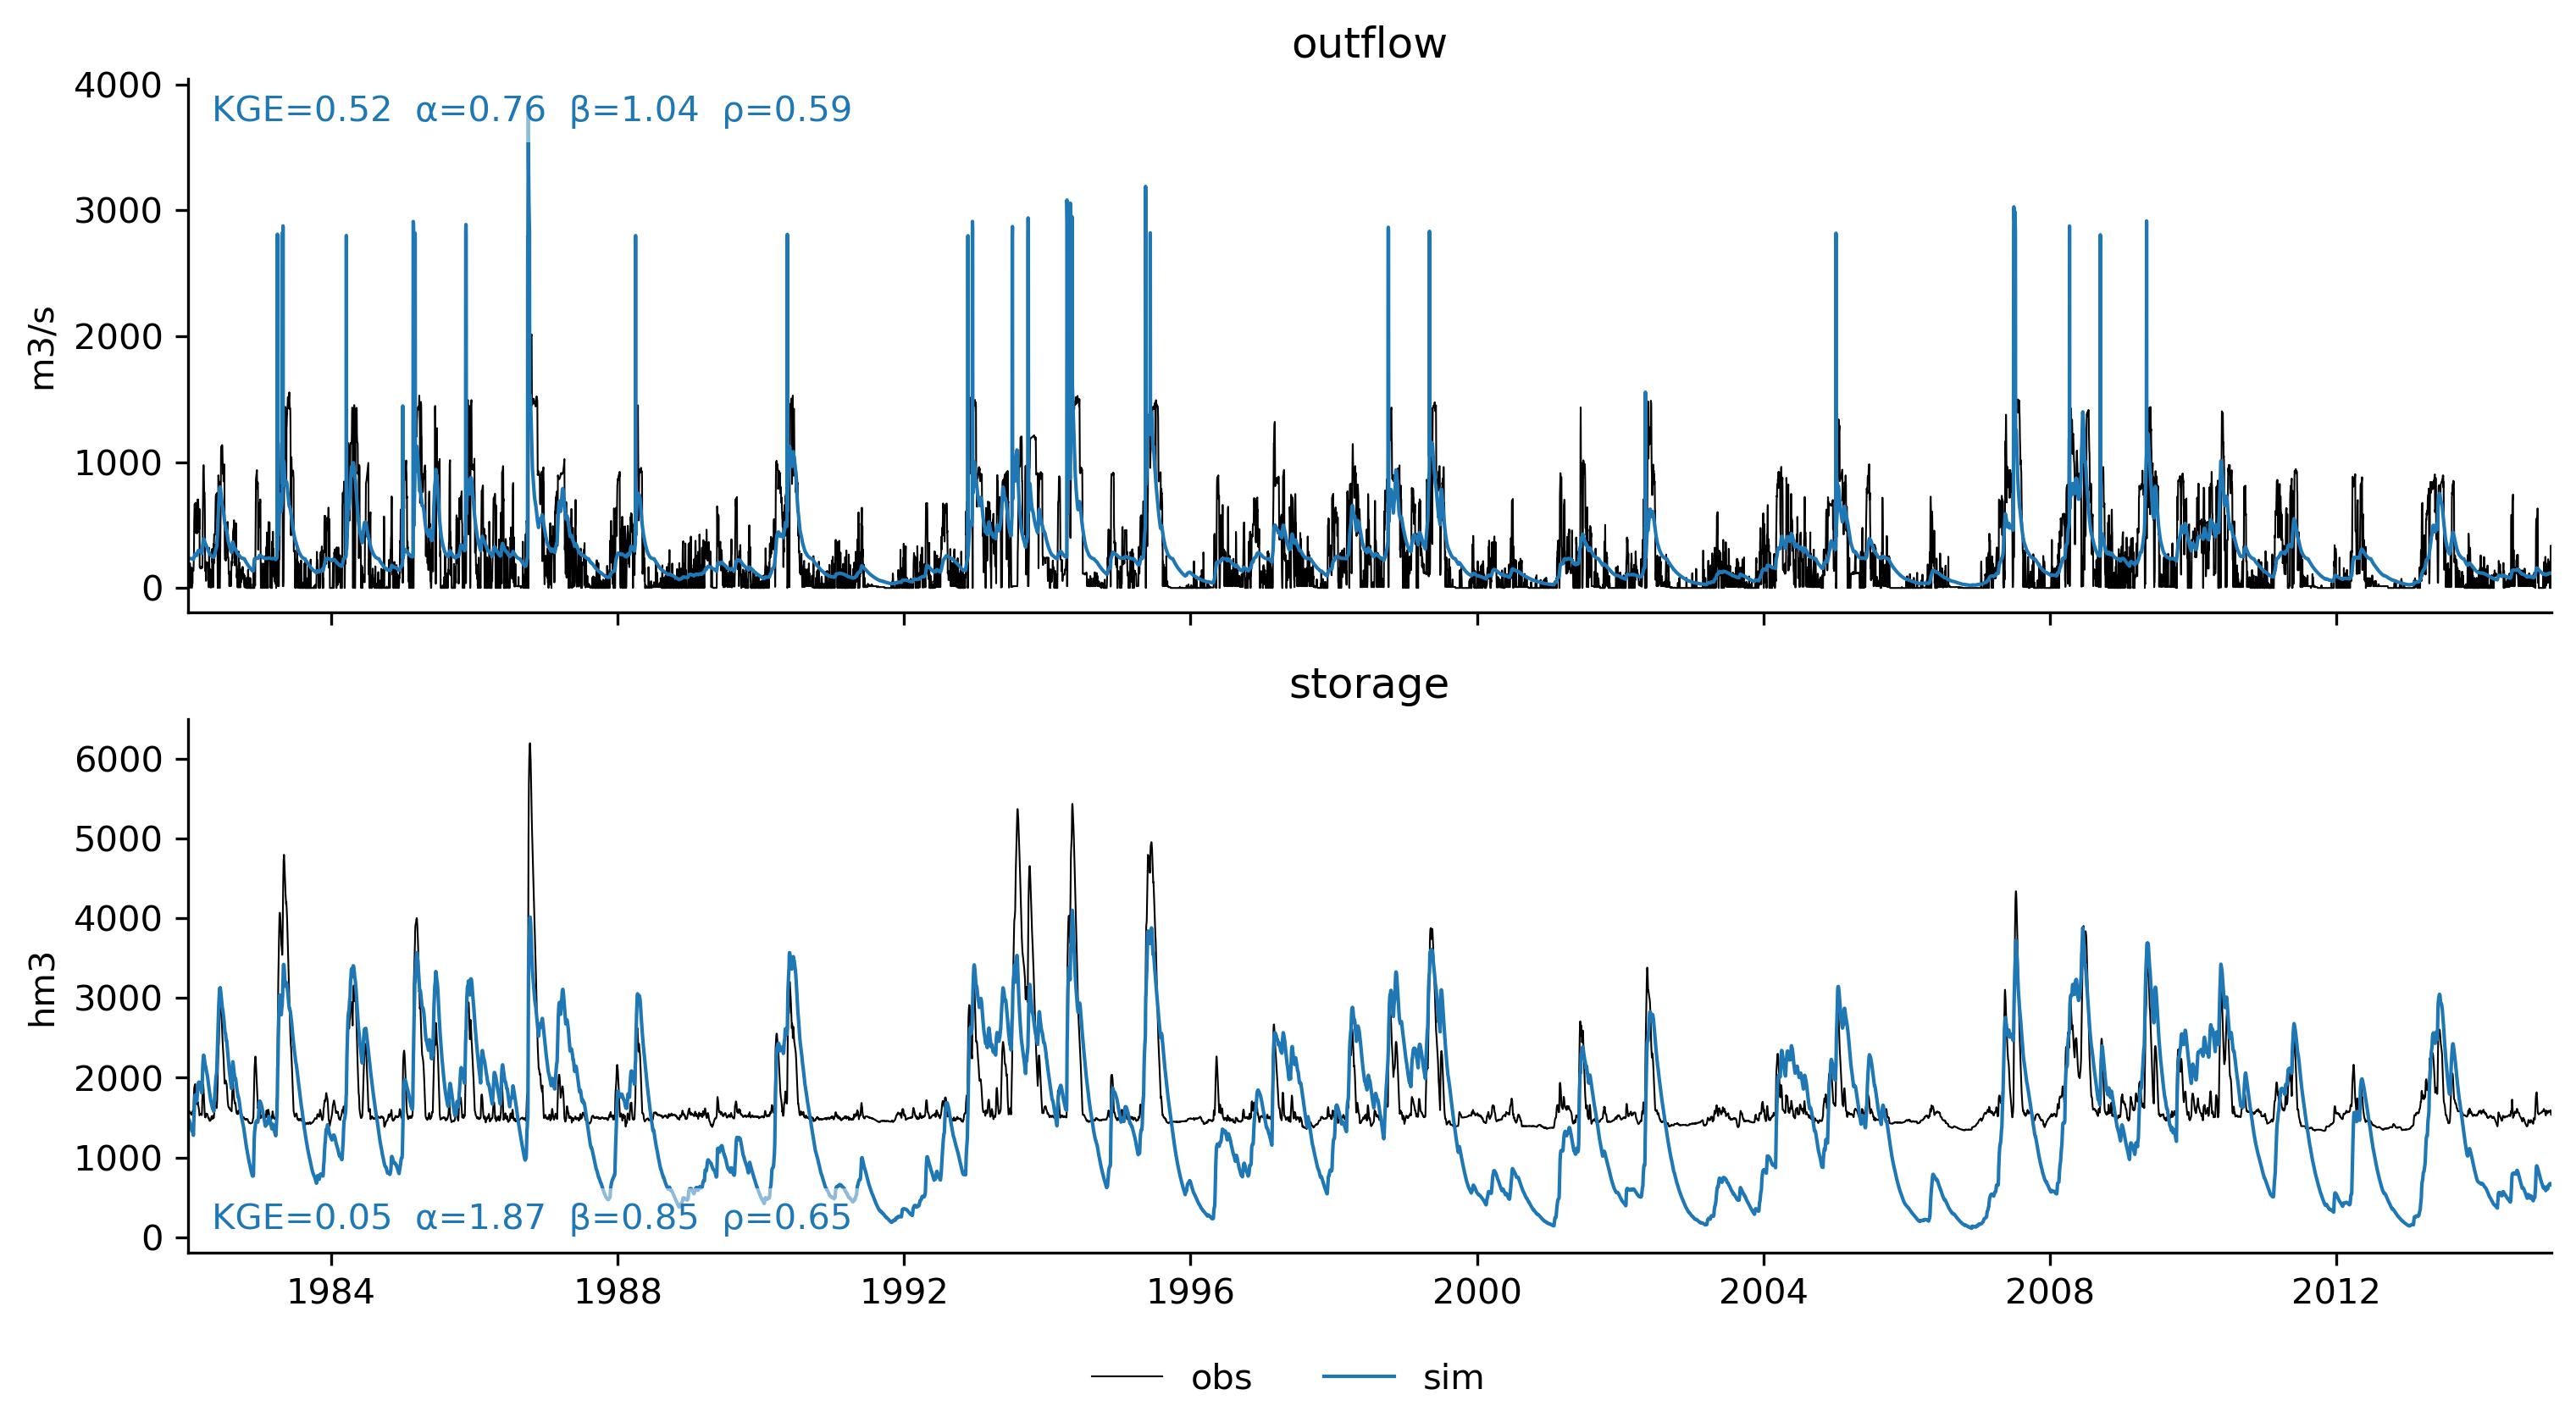 outflow
4000
KGE=0.52 α=0.76 β=1.04 ρ=0.59
3000
m3/s
2000
1000
0
storage
6000
5000
4000
hm3
3000
2000
1000
KGE=0.05 α=1.87 β=0.85 ρ=0.65
0
1984 1988 1992 1996 2000 2004 2008 2012
obs sim